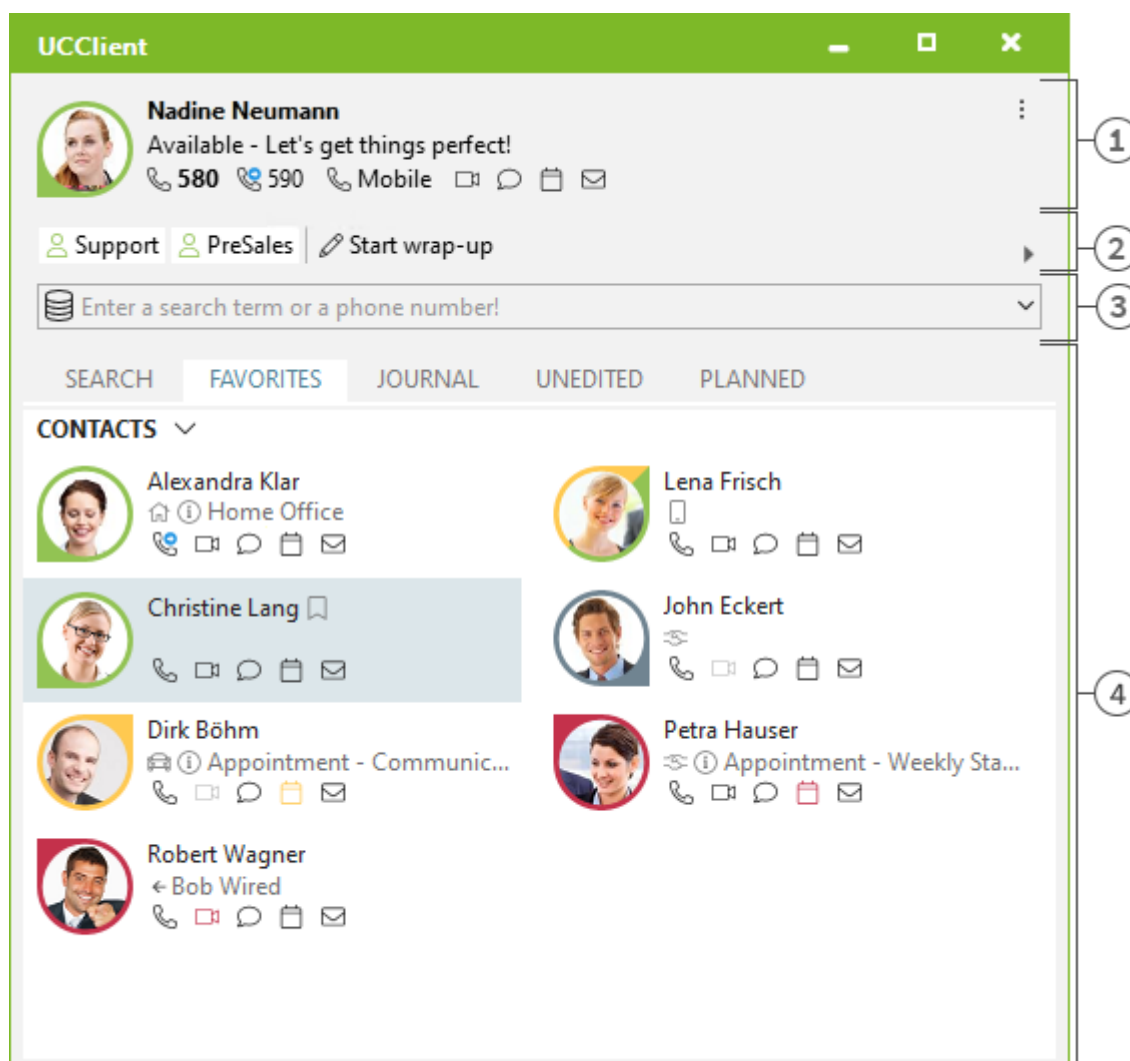 UCClient
Nadine Neumann
Available - Let's get things perfect!
580 590 Mobile
1
Support PreSales Start wrap-up
2
Enter a search term or a phone number!
3
SEARCH FAVORITES JOURNAL UNEDITED PLANNED
CONTACTS
Alexandra Klar
Home Office
Lena Frisch
Christine Lang
John Eckert
4
Dirk Böhm
Appointment - Communic...
Petra Hauser
Appointment - Weekly Sta...
Robert Wagner
Bob Wired